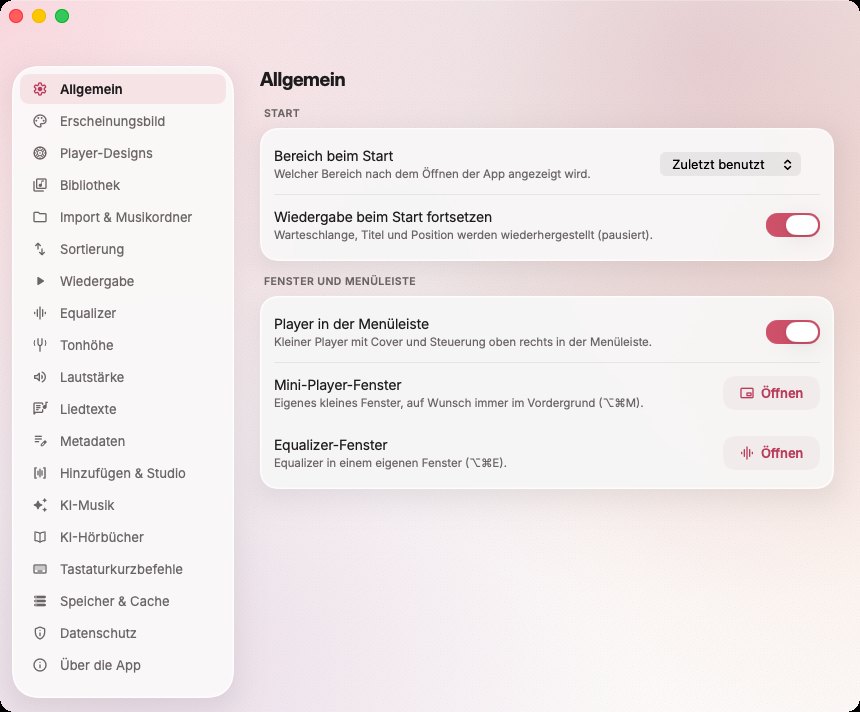 Allgemein
Erscheinungsbild
Player-Designs
Bibliothek
Import & Musikordner
Sortierung
Wiedergabe
Equalizer
Tonhöhe
Lautstärke
Liedtexte
Metadaten
Hinzufügen & Studio
KI-Musik
KI-Hörbücher
Tastaturkurzbefehle
Speicher & Cache
Datenschutz
Über die App
Allgemein
START
Bereich beim Start
Welcher Bereich nach dem Öffnen der App angezeigt wird.
Zuletzt benutzt
Wiedergabe beim Start fortsetzen
Warteschlange, Titel und Position werden wiederhergestellt (pausiert).
FENSTER UND MENÜLEISTE
Player in der Menüleiste
Kleiner Player mit Cover und Steuerung oben rechts in der Menüleiste.
Mini-Player-Fenster
Eigenes kleines Fenster, auf Wunsch immer im Vordergrund (⌥⌘M).
Öffnen
Equalizer-Fenster
Equalizer in einem eigenen Fenster (⌥⌘E).
Öffnen